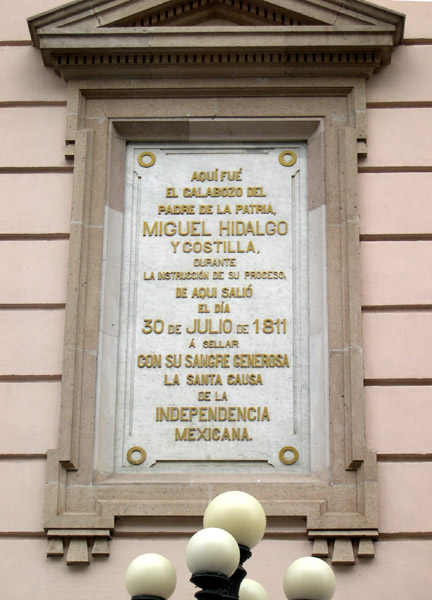 AQUÍ FUÉ
EL CALABOZO DEL
PADRE DE LA PATRIA,
MIGUEL HIDALGO
Y COSTILLA,
DURANTE
LA INSTRUCCIÓN DE SU PROCESO,
DE AQUI SALIÓ
EL DÍA
30 DE JULIO DE 1811
Á SELLAR
CON SU SANGRE GENEROSA
LA SANTA CAUSA
DE LA
INDEPENDENCIA
MEXICANA.